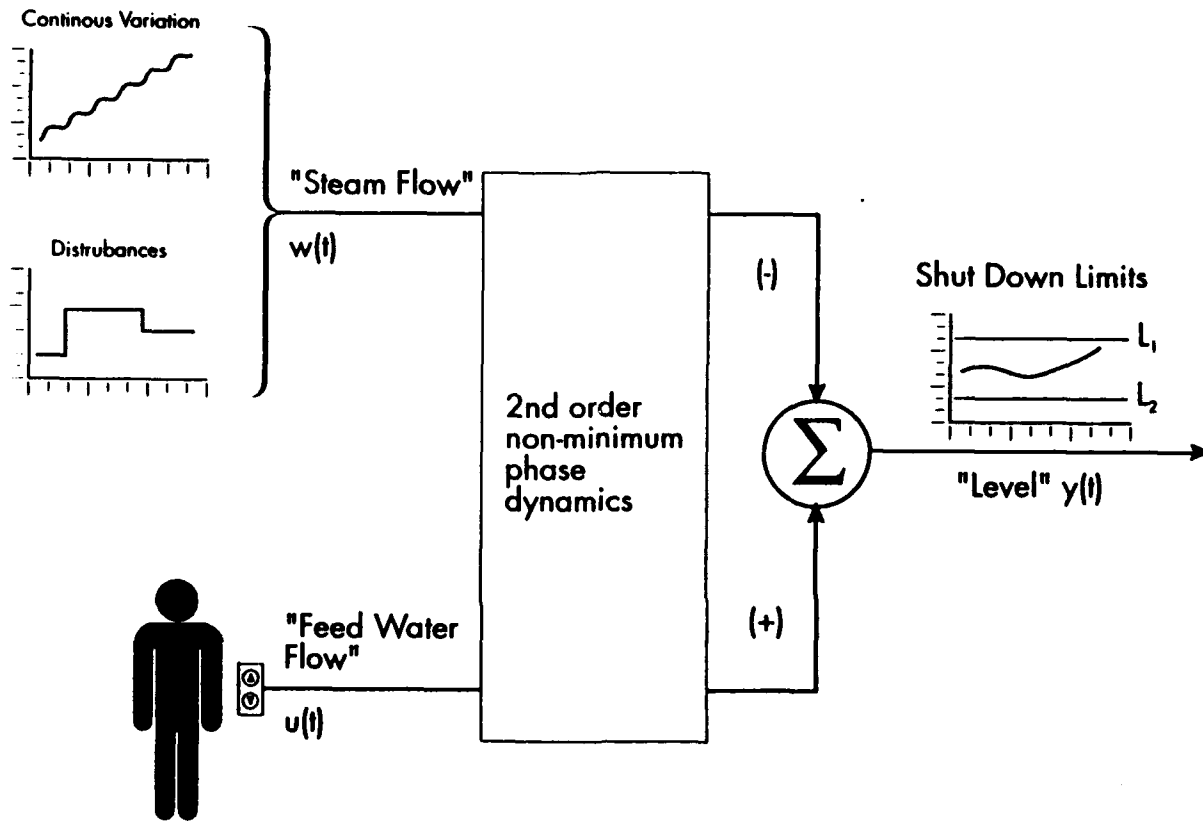 Continous Variation
"Steam Flow"
w(t)
Distrubances
2nd order
non-minimum
phase
dynamics
(-)
Σ
(+)
Shut Down Limits
L1
L2
"Level" y(t)
"Feed Water
Flow"
u(t)